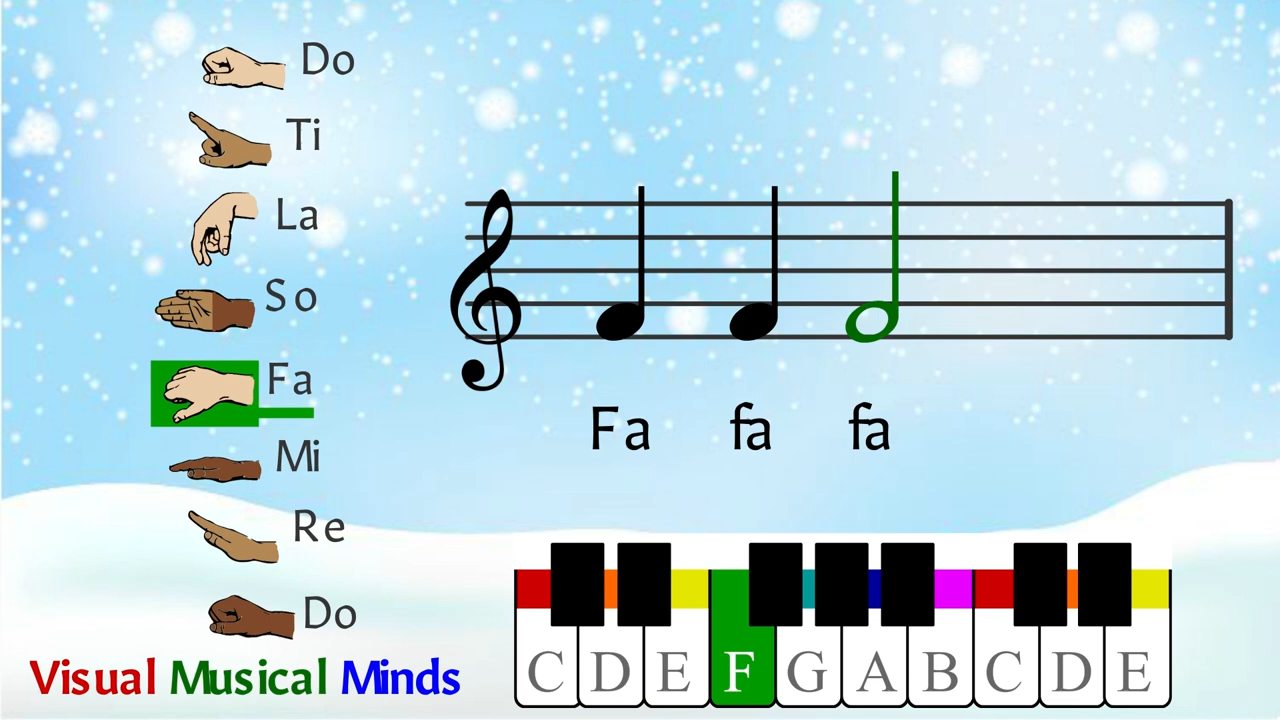 Do
Ti
La
So
Fa
Mi
Re
Do
Fa fa fa
C D E F G A B C D E
Visual Musical Minds